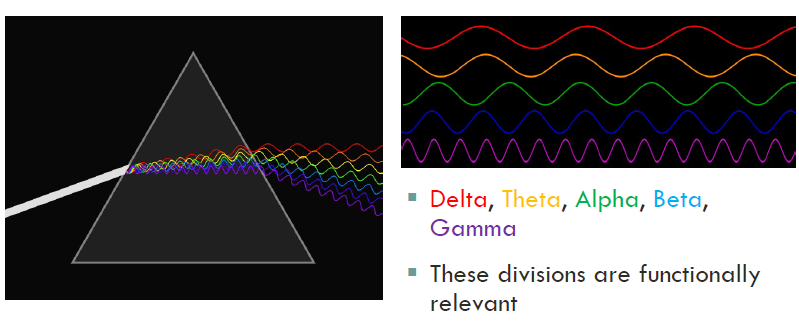 Delta, Theta, Alpha, Beta,
Gamma
These divisions are functionally
relevant